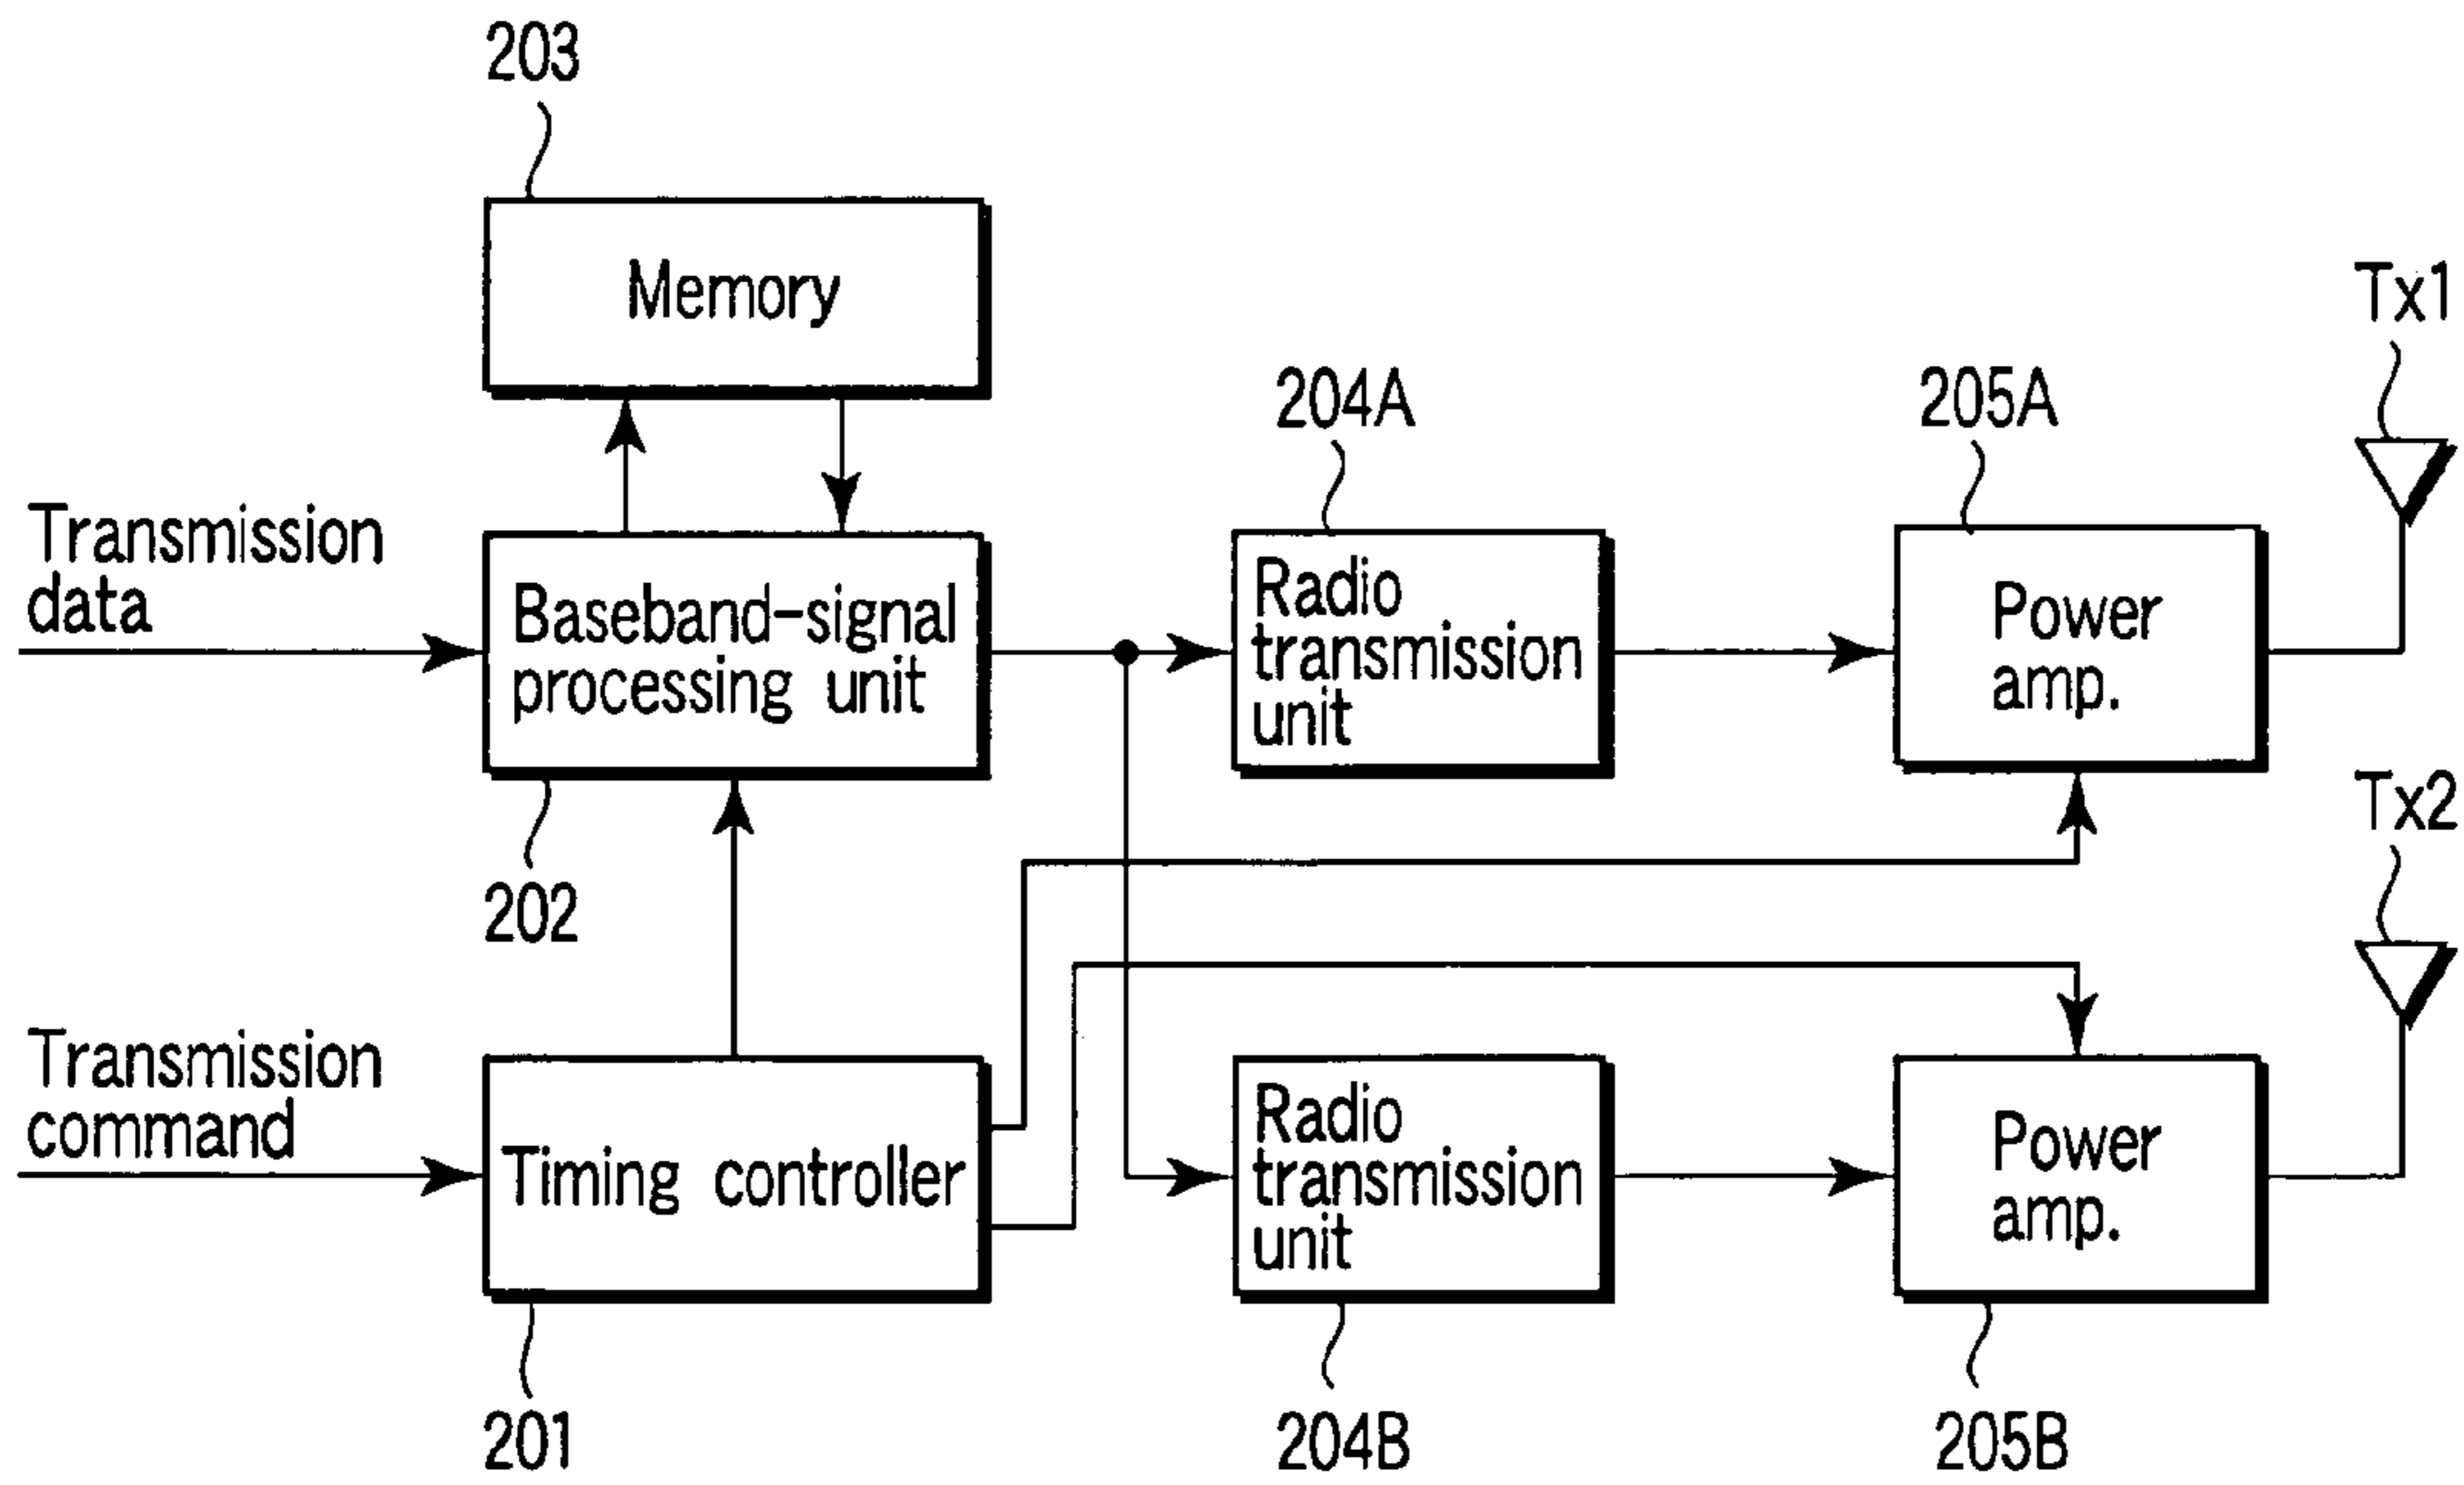 203
Memory
Tx1
204A
205A
Transmission
data
Baseband-signal
processing unit
Radio
transmission
unit
Power
amp.
Tx2
202
Transmission
command
Timing controller
Radio
transmission
unit
Power
amp.
201
204B
205B